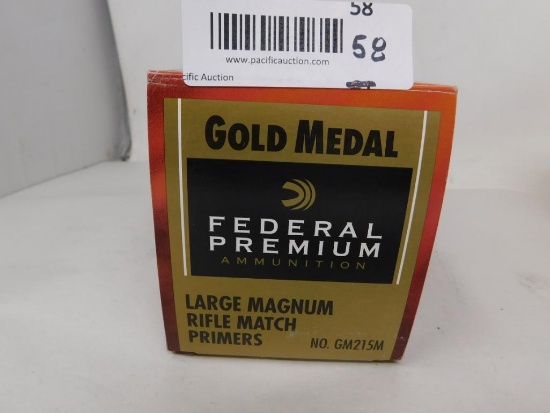 58
58
www.pacificauction.com
cific Auction
GOLD MEDAL
FEDERAL
PREMIUM
AMMUNITION
LARGE MAGNUM
RIFLE MATCH
PRIMERS NO. GM215M